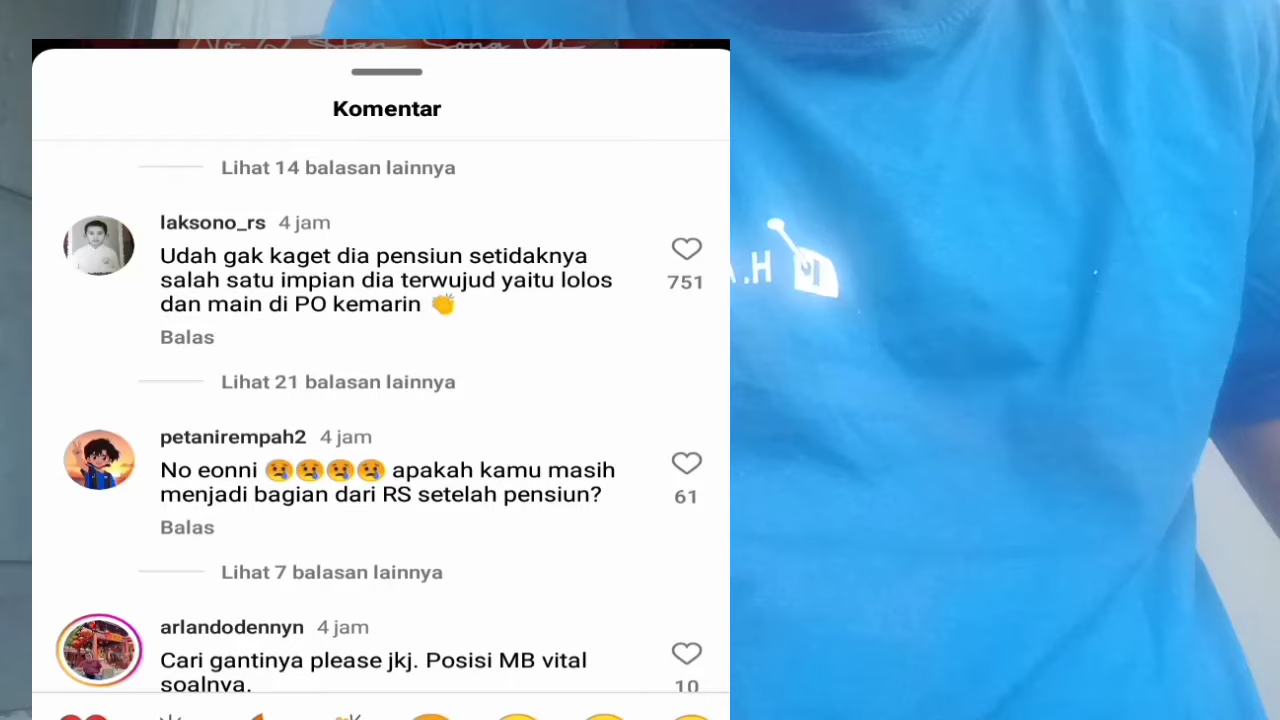 Komentar
Lihat 14 balasan lainnya
laksono_rs 4 jam
Udah gak kaget dia pensiun setidaknya
salah satu impian dia terwujud yaitu lolos
dan main di PO kemarin 👏
751
Balas
Lihat 21 balasan lainnya
petanirempah2 4 jam
No eonni 😢😢😢😢 apakah kamu masih
menjadi bagian dari RS setelah pensiun?
61
Balas
Lihat 7 balasan lainnya
arlandodennyn 4 jam
Cari gantinya please jkj. Posisi MB vital
soalnya.
10